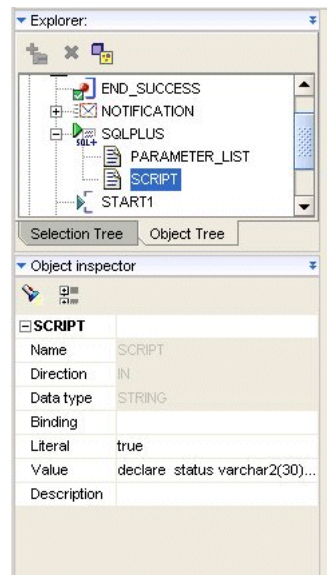 Explorer:
END_SUCCESS
NOTIFICATION
SQL+ SQLPLUS
PARAMETER_LIST
SCRIPT
START1
Selection Tree Object Tree
Object inspector
SCRIPT
Name SCRIPT
Direction IN
Data type STRING
Binding
Literal true
Value declare status varchar2(30)...
Description